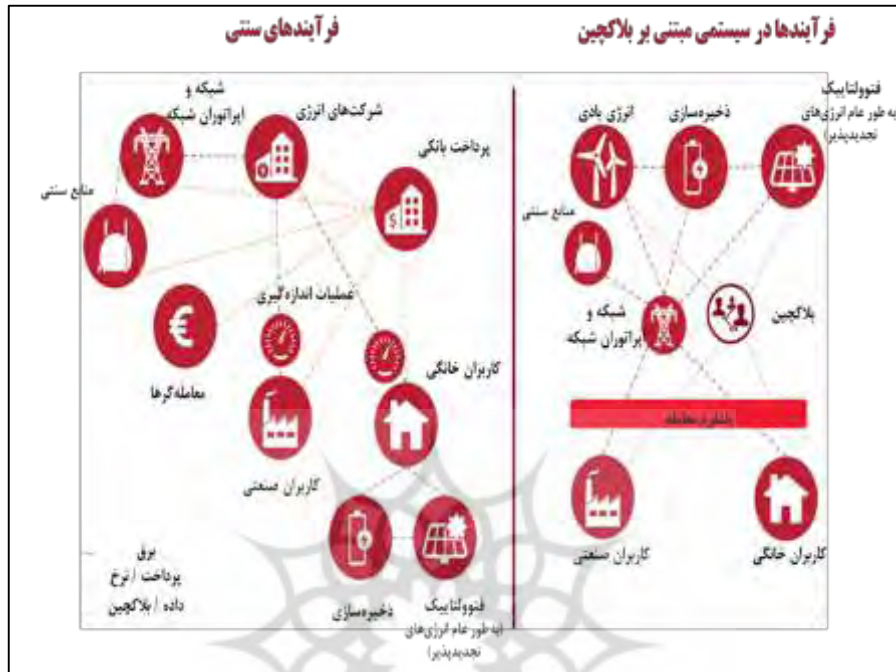 فرآیندهای سنتی
شبکه و
اپراتوران شبکه
شرکت‌های انرژی
پرداخت بانکی
منابع سنتی
عملیات اندازه‌گیری
معامله‌گرها
کاربران خانگی
کاربران صنعتی
ذخیره‌سازی
فتوولتاییک
(به طور عام انرژی‌های
تجدیدپذیر)
برق
پرداخت / نرخ
داده / بلاکچین
فرآیندها در سیستمی مبتنی بر بلاکچین
فتوولتاییک
به طور عام انرژی‌های
تجدیدپذیر)
ذخیره‌سازی
انرژی بادی
منابع سنتی
شبکه و
پراتوران شبکه
بلاکچین
معامله
کاربران صنعتی
کاربران خانگی